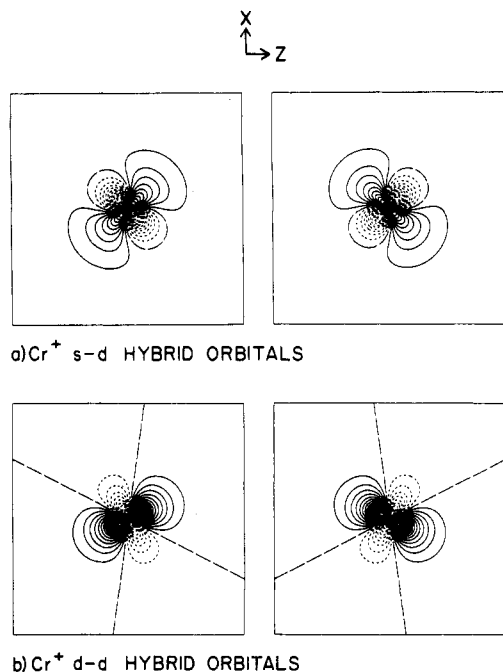 X
Z
a) Cr+ s-d HYBRID ORBITALS
b) Cr+ d-d HYBRID ORBITALS